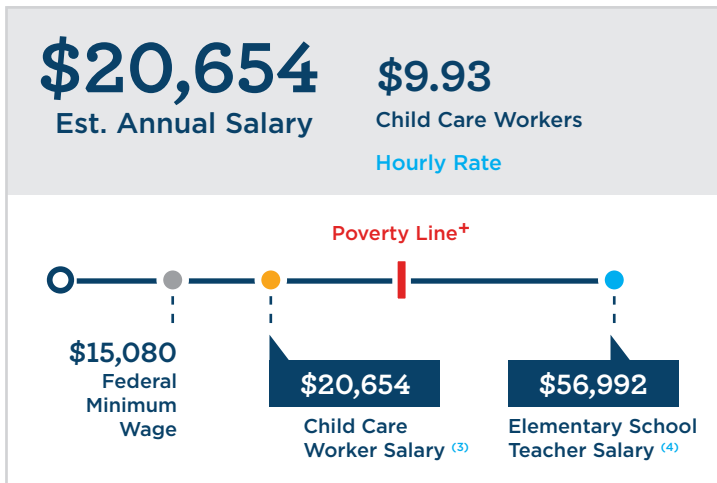 $20,654
Est. Annual Salary
$9.93
Child Care Workers
Hourly Rate
Poverty Line+
$15,080
Federal
Minimum
Wage
$20,654
Child Care
Worker Salary (3)
$56,992
Elementary School
Teacher Salary (4)